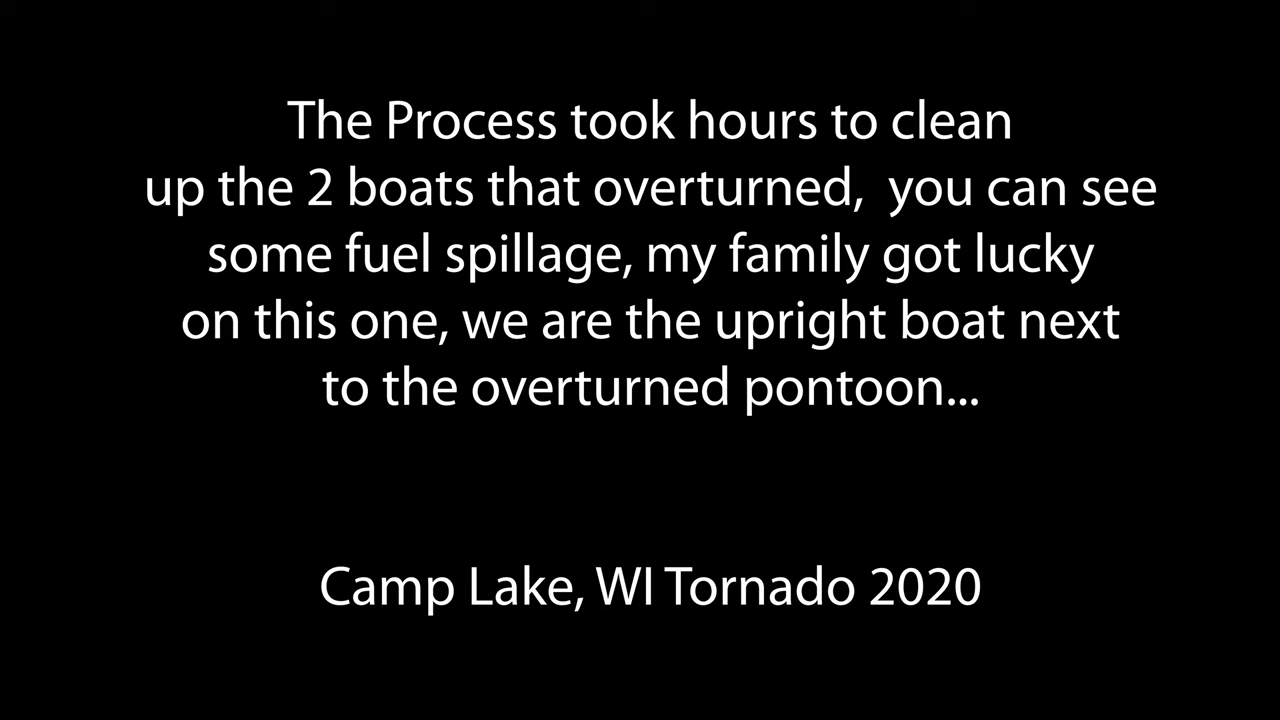 The Process took hours to clean
up the 2 boats that overturned,  you can see
some fuel spillage, my family got lucky
on this one, we are the upright boat next
to the overturned pontoon...
Camp Lake, WI Tornado 2020